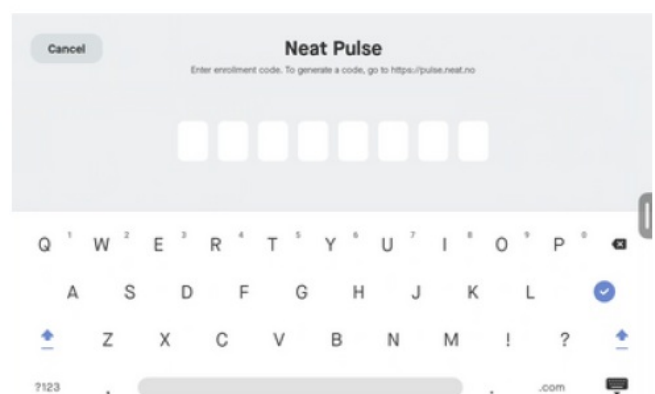 Cancel
Neat Pulse
Enter enrollment code. To generate a code, go to https://pulse.neat.no
Q 1 W 2 E 3 R 4 T 5 Y 6 U 7 I 8 O 9 P 0
A S D F G H J K L
Z X C V B N M ! ?
?123 , . .com